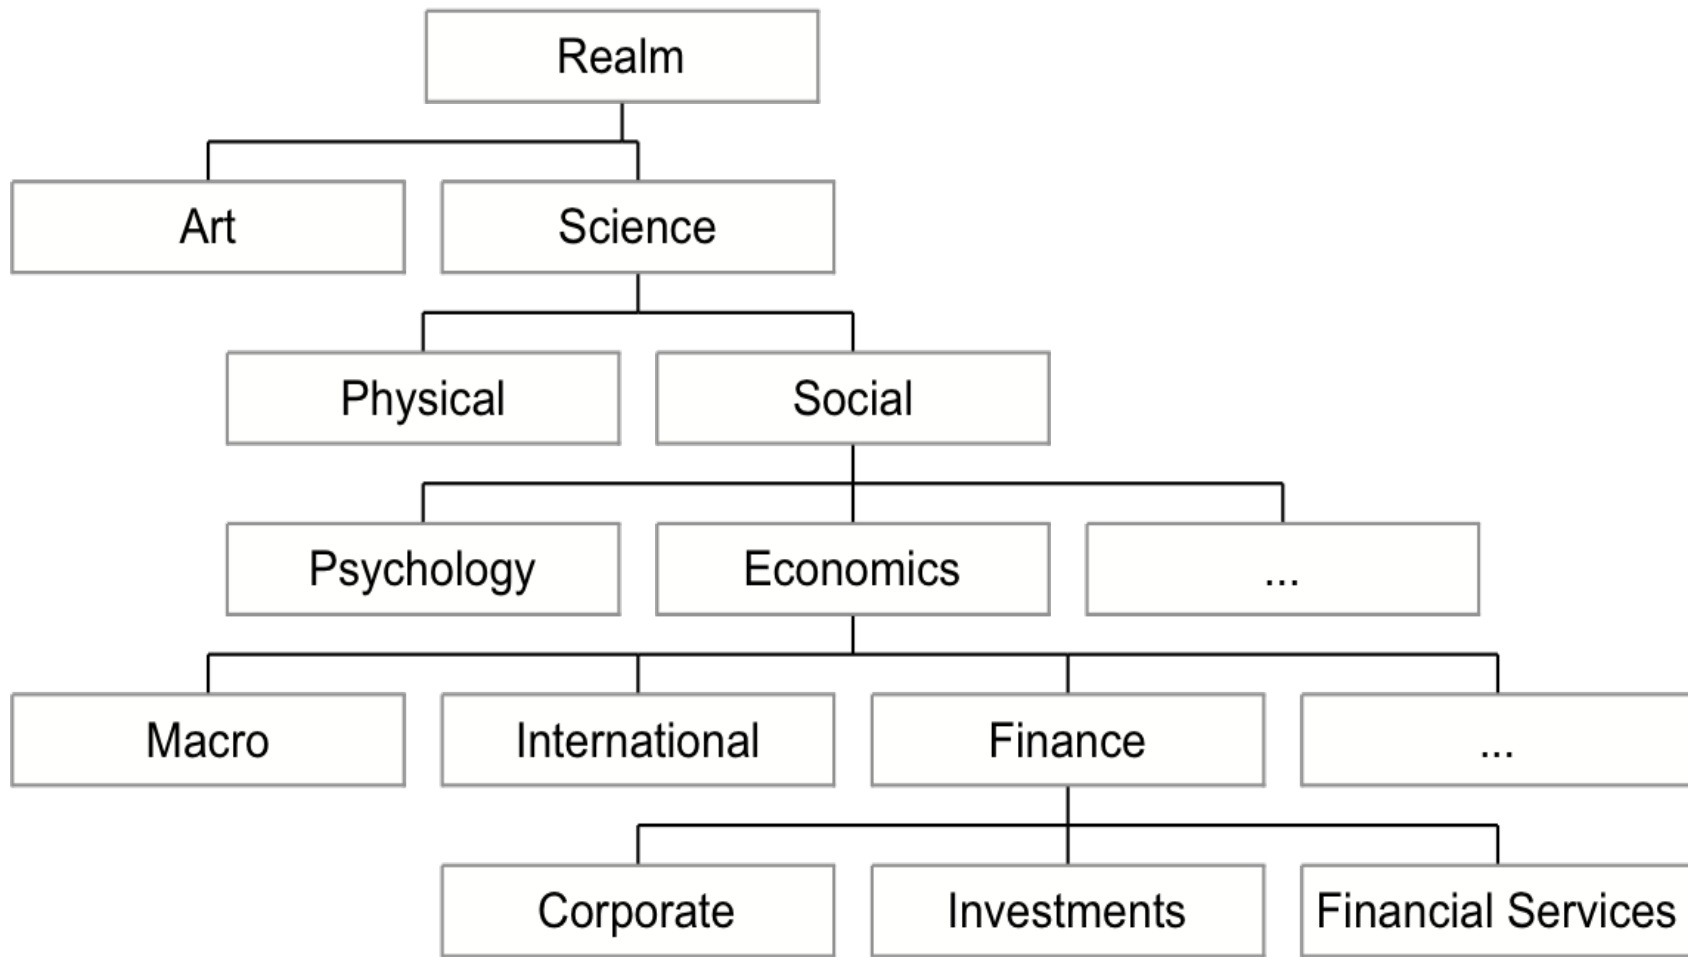 Realm
Art
Science
Physical
Social
Psychology
Economics
...
Macro
International
Finance
...
Corporate
Investments
Financial Services